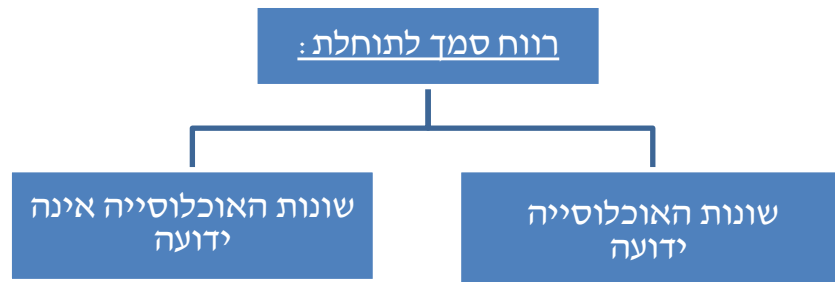 רווח סמך לתוחלת :
שונות האוכלוסייה
ידועה
שונות האוכלוסייה אינה
ידועה